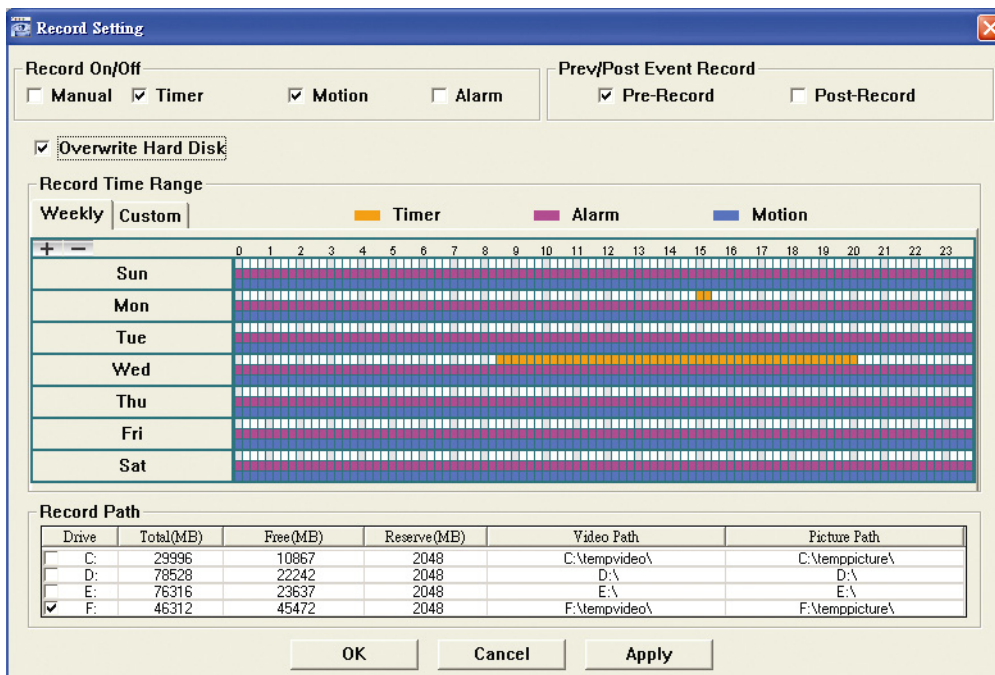 Record Setting
Record On/Off
Manual Timer Motion Alarm
Prev/Post Event Record
Pre-Record Post-Record
Overwrite Hard Disk
Record Time Range
Weekly Custom Timer Alarm Motion
+ − 0 1 2 3 4 5 6 7 8 9 10 11 12 13 14 15 16 17 18 19 20 21 22 23
Sun
Mon
Tue
Wed
Thu
Fri
Sat
Record Path
Drive Total(MB) Free(MB) Reserve(MB) Video Path Picture Path
C: 29996 10867 2048 C:\tempvideo\ C:\temppicture\
D: 78528 22242 2048 D:\ D:\
E: 76316 23637 2048 E:\ E:\
F: 46312 45472 2048 F:\tempvideo\ F:\temppicture\
OK Cancel Apply